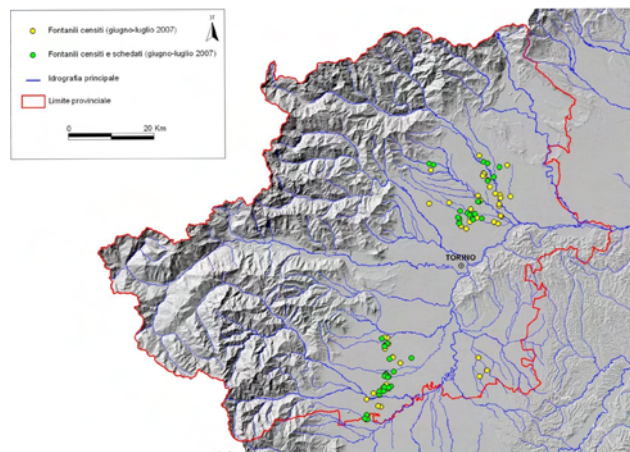 N
Fontanili censiti (giugno-luglio 2007)
Fontanili censiti e schedati (giugno-luglio 2007)
Idrografia principale
Limite provinciale
0 20 Km
TORINO